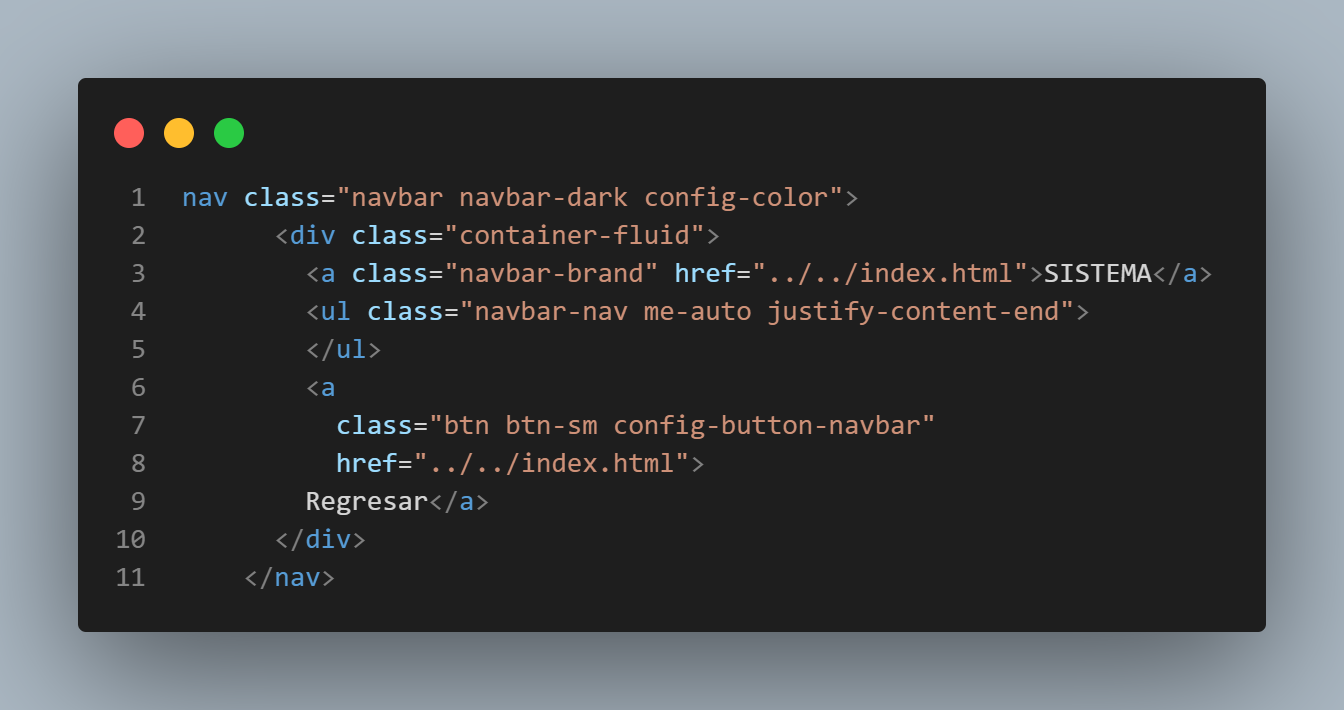 1 nav class="navbar navbar-dark config-color">
2 <div class="container-fluid">
3 <a class="navbar-brand" href="../../index.html">SISTEMA</a>
4 <ul class="navbar-nav me-auto justify-content-end">
5 </ul>
6 <a
7 class="btn btn-sm config-button-navbar"
8 href="../../index.html">
9 Regresar</a>
10 </div>
11 </nav>